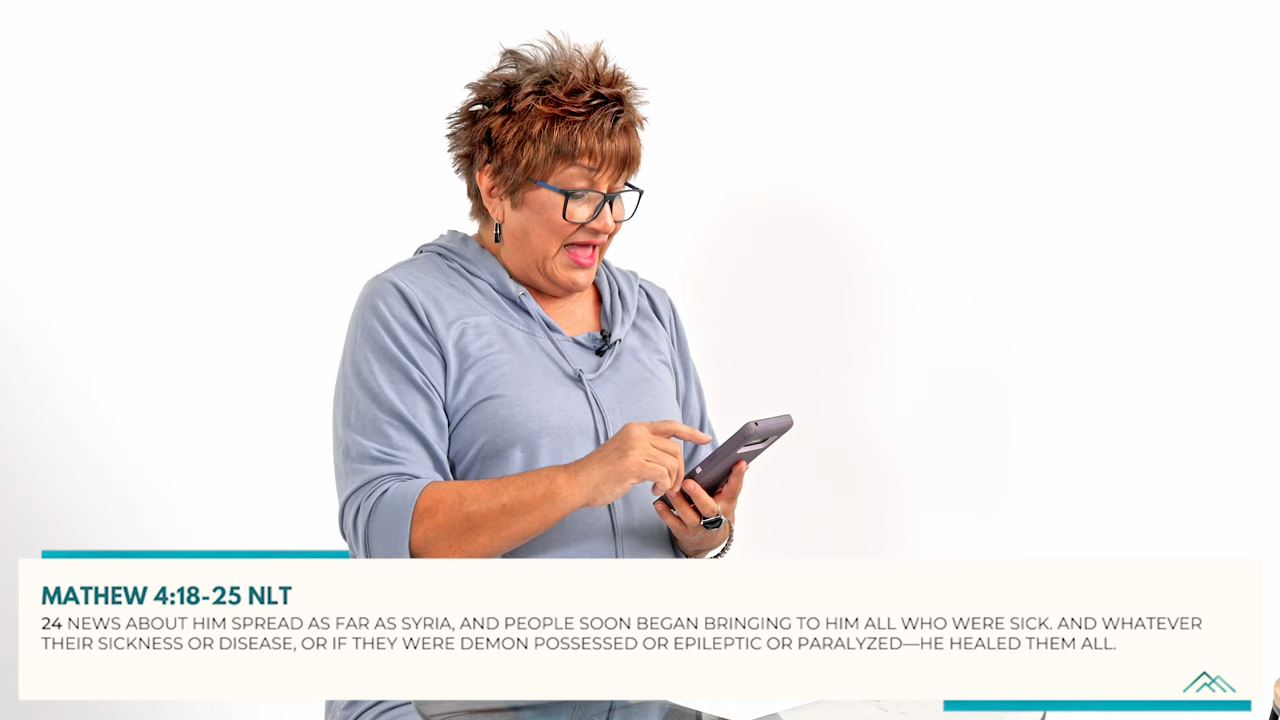 MATHEW 4:18-25 NLT
24 NEWS ABOUT HIM SPREAD AS FAR AS SYRIA, AND PEOPLE SOON BEGAN BRINGING TO HIM ALL WHO WERE SICK. AND WHATEVER
THEIR SICKNESS OR DISEASE, OR IF THEY WERE DEMON POSSESSED OR EPILEPTIC OR PARALYZED—HE HEALED THEM ALL.